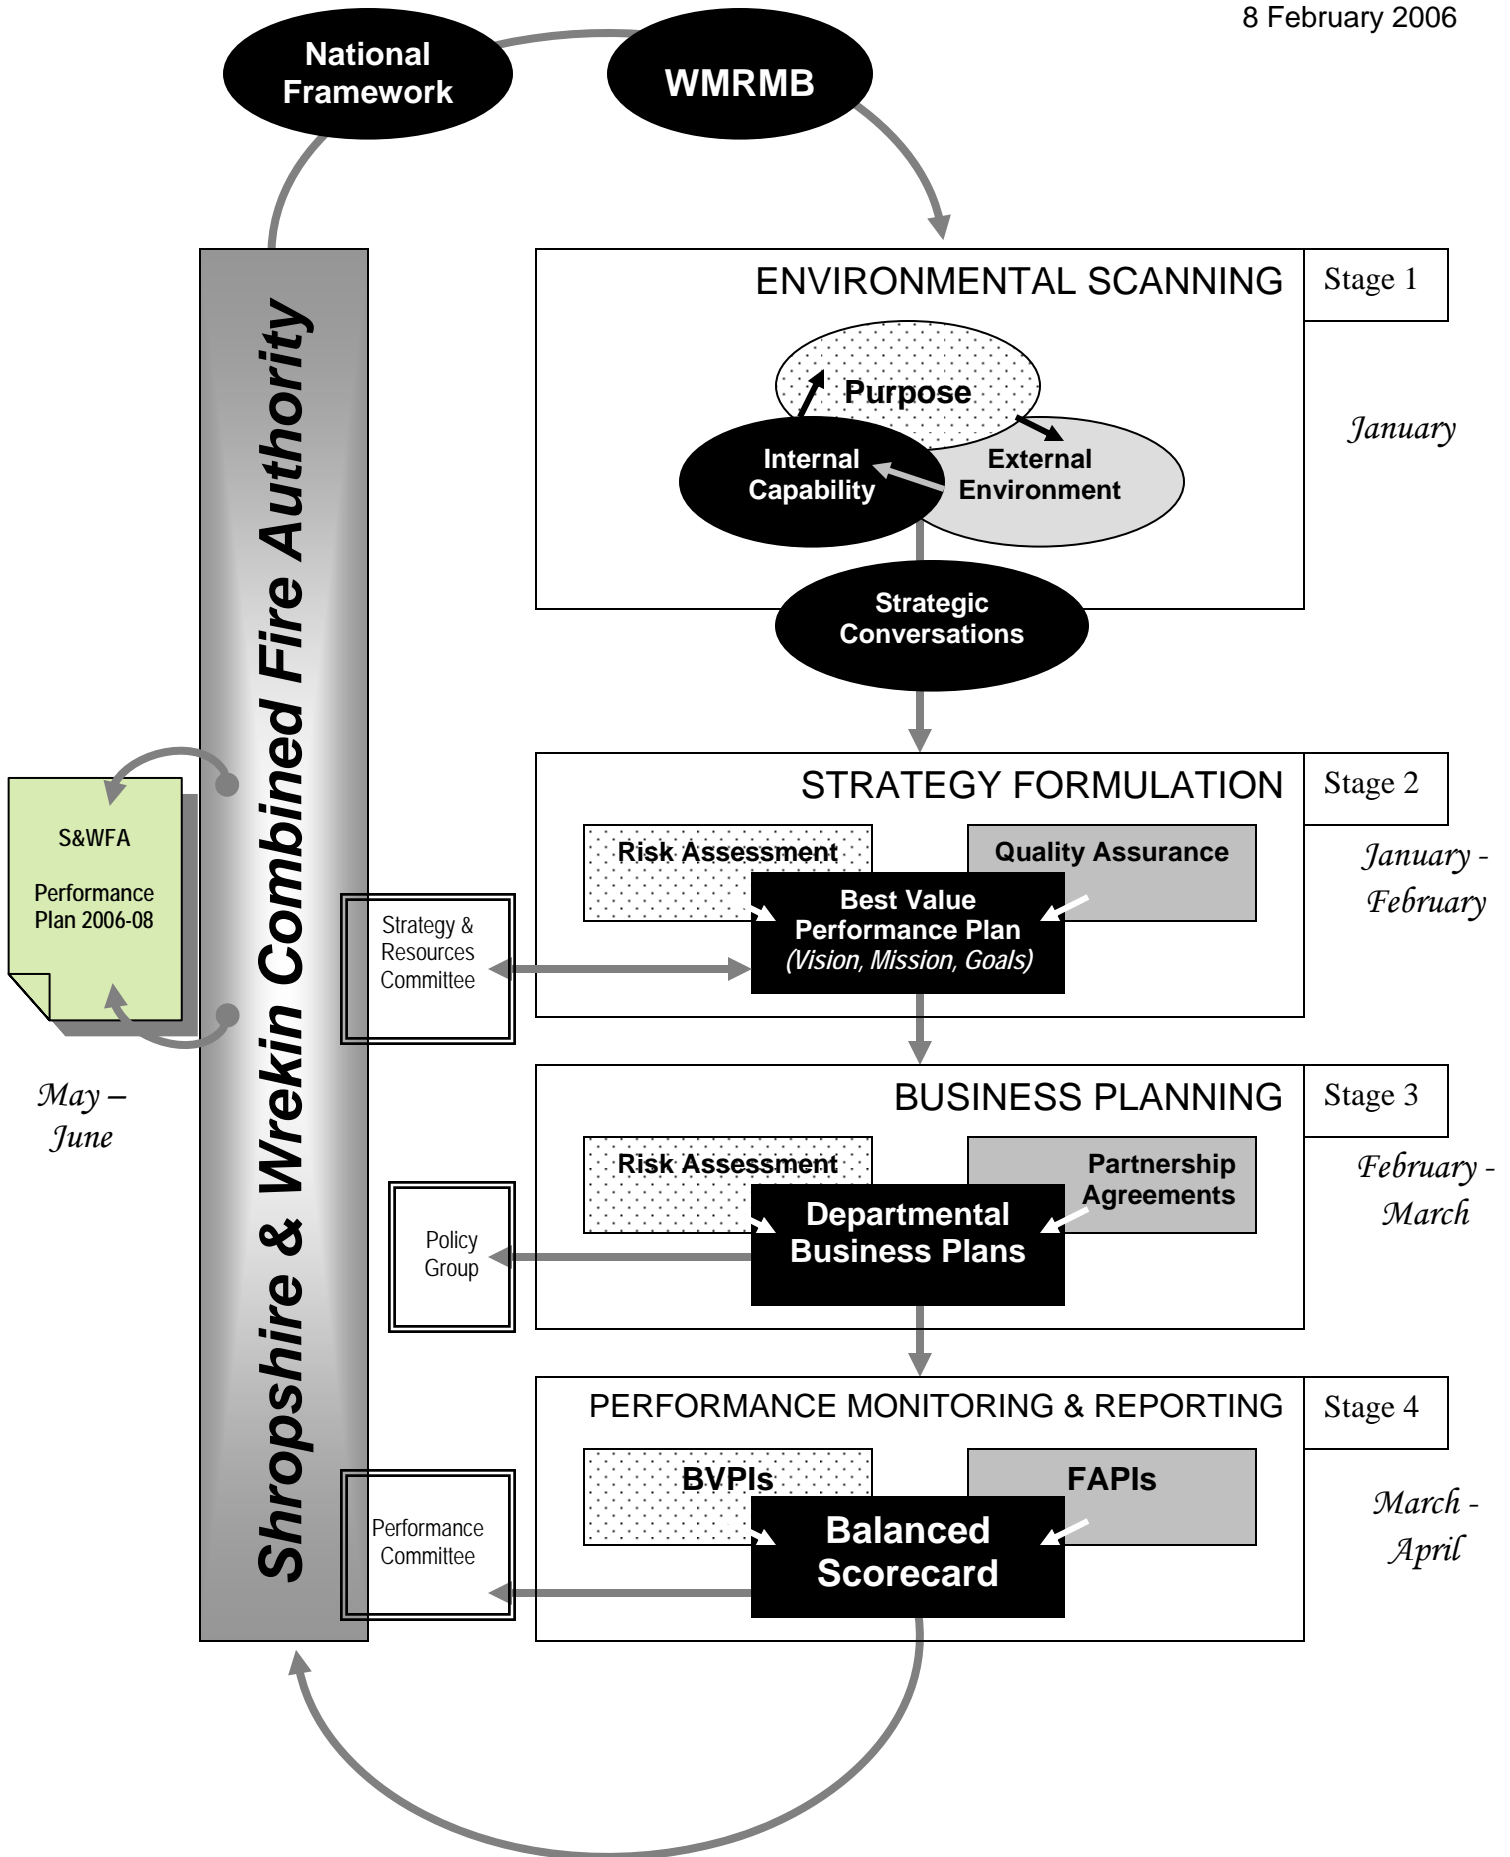 8 February 2006
National
Framework
WMRMB
Shropshire & Wrekin Combined Fire Authority
ENVIRONMENTAL SCANNING
Stage 1
Purpose
Internal
Capability
External
Environment
January
Strategic
Conversations
STRATEGY FORMULATION
Stage 2
Risk Assessment
Quality Assurance
January -
February
Best Value
Performance Plan
(Vision, Mission, Goals)
Strategy &
Resources
Committee
S&WFA
Performance
Plan 2006-08
May –
June
BUSINESS PLANNING
Stage 3
Risk Assessment
Partnership
Agreements
February -
March
Departmental
Business Plans
Policy
Group
PERFORMANCE MONITORING & REPORTING
Stage 4
BVPIs
FAPIs
March -
April
Balanced
Scorecard
Performance
Committee